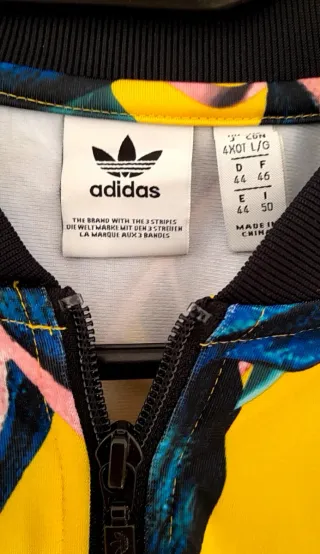 adidas
THE BRAND WITH THE 3 STRIPES
DIE WELTMARKE MIT DEN 3 STREIFEN
LA MARQUE AUX 3 BANDES
4XOT L/G
D F
44 46
E I
44 50
MADE IN
CHINA